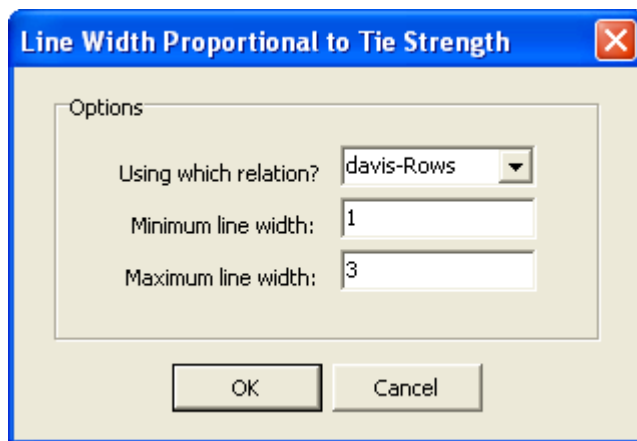 Line Width Proportional to Tie Strength
Options
Using which relation? davis-Rows
Minimum line width: 1
Maximum line width: 3
OK Cancel